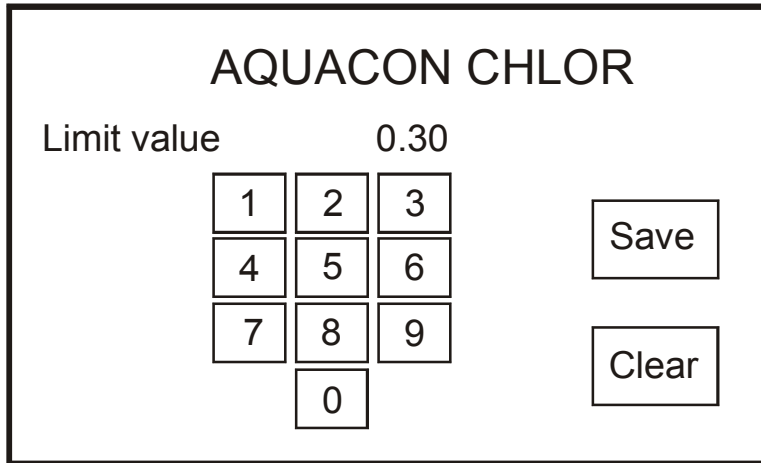 AQUACON CHLOR
Limit value 0.30
1 2 3
Save
4 5 6
7 8 9
Clear
0